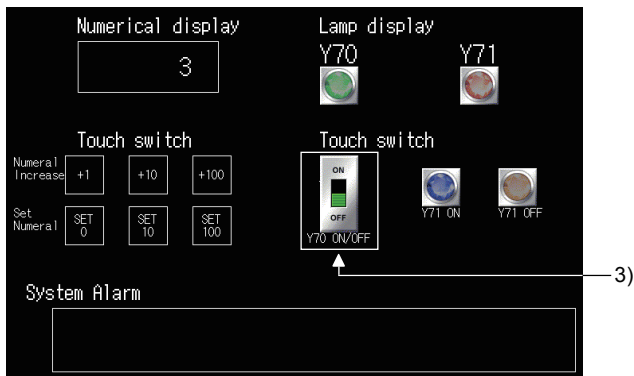 Numerical display
3
Lamp display
Y70
Y71
Touch switch
Numeral
Increase
+1
+10
+100
Set
Numeral
SET
0
SET
10
SET
100
Touch switch
ON
OFF
Y70 ON/OFF
Y71 ON
Y71 OFF
3)
System Alarm